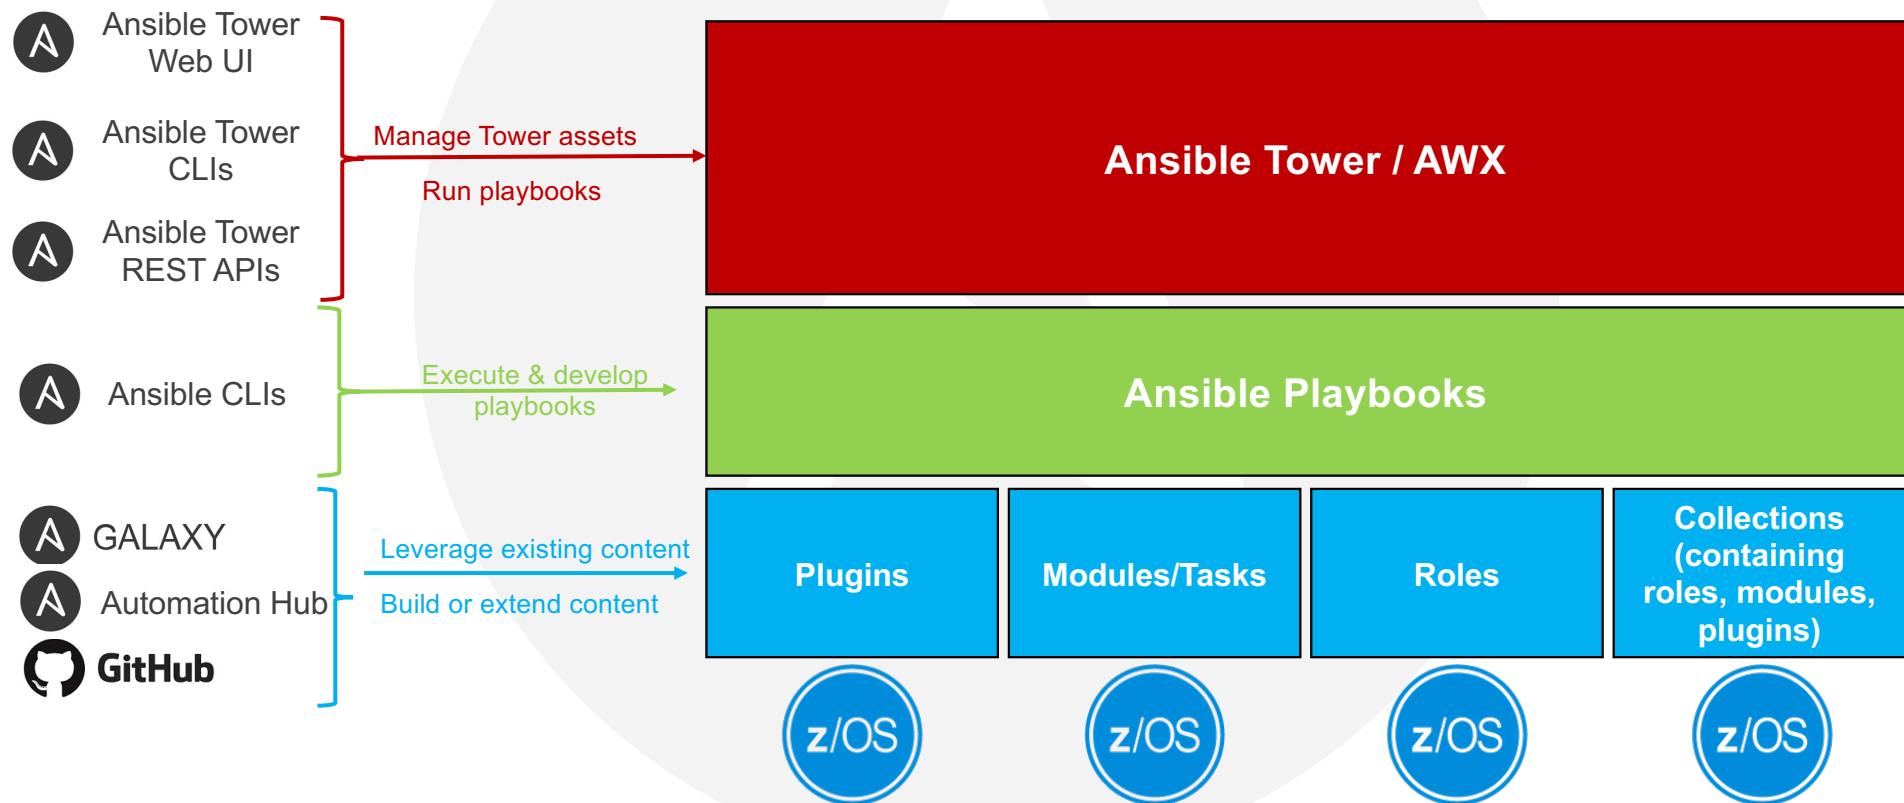 Ansible Tower
Web UI
Ansible Tower
CLIs
Ansible Tower
REST APIs
Manage Tower assets
Run playbooks
Ansible Tower / AWX
Ansible CLIs
Execute & develop
playbooks
Ansible Playbooks
GALAXY
Automation Hub
GitHub
Leverage existing content
Build or extend content
Plugins
Modules/Tasks
Roles
Collections
(containing
roles, modules,
plugins)
z/OS
z/OS
z/OS
z/OS